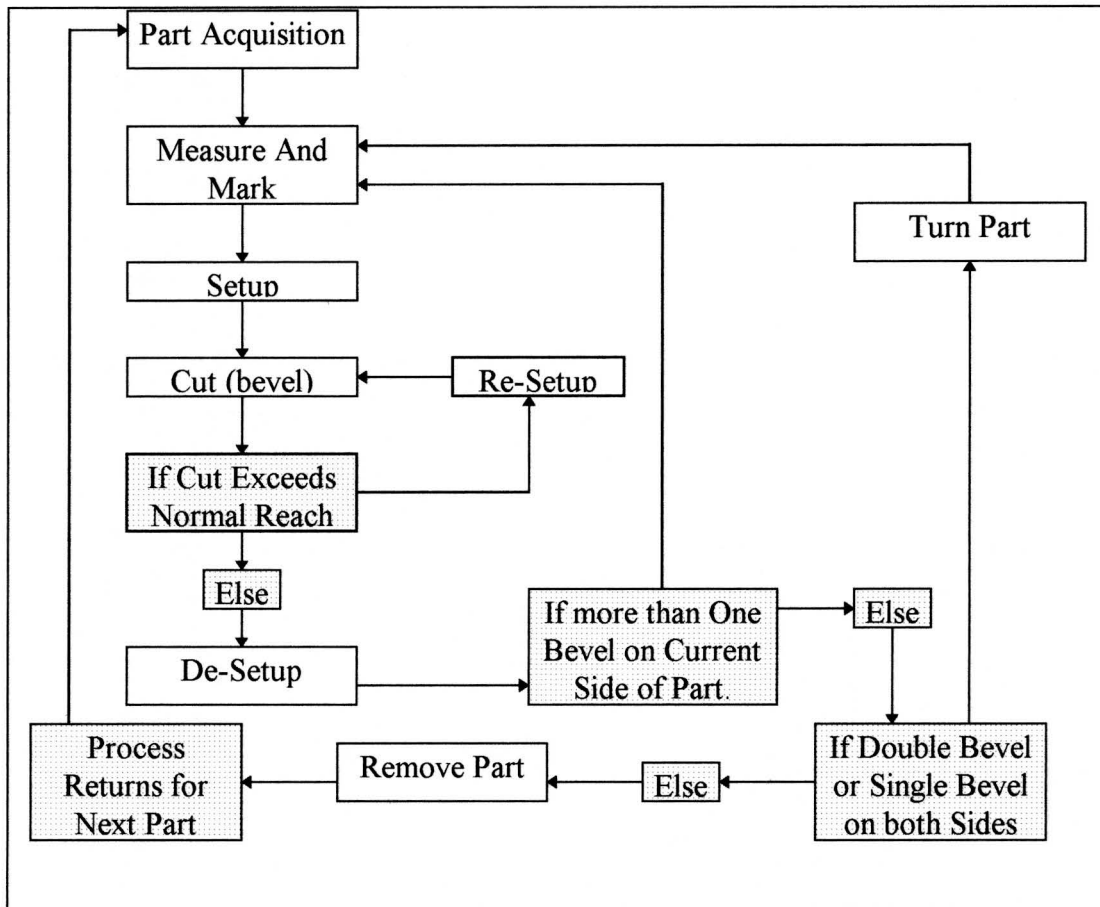 Part Acquisition
Measure And
Mark
Turn Part
Setup
Cut (bevel)
Re-Setup
If Cut Exceeds
Normal Reach
Else
If more than One
Bevel on Current
Side of Part.
Else
De-Setup
Process
Returns for
Next Part
Remove Part
Else
If Double Bevel
or Single Bevel
on both Sides